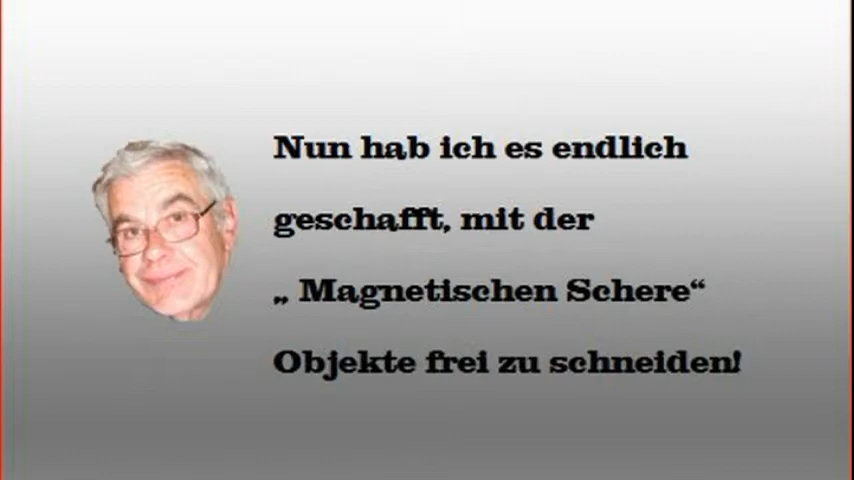 Nun hab ich es endlich
geschafft, mit der
„ Magnetischen Schere“
Objekte frei zu schneiden!